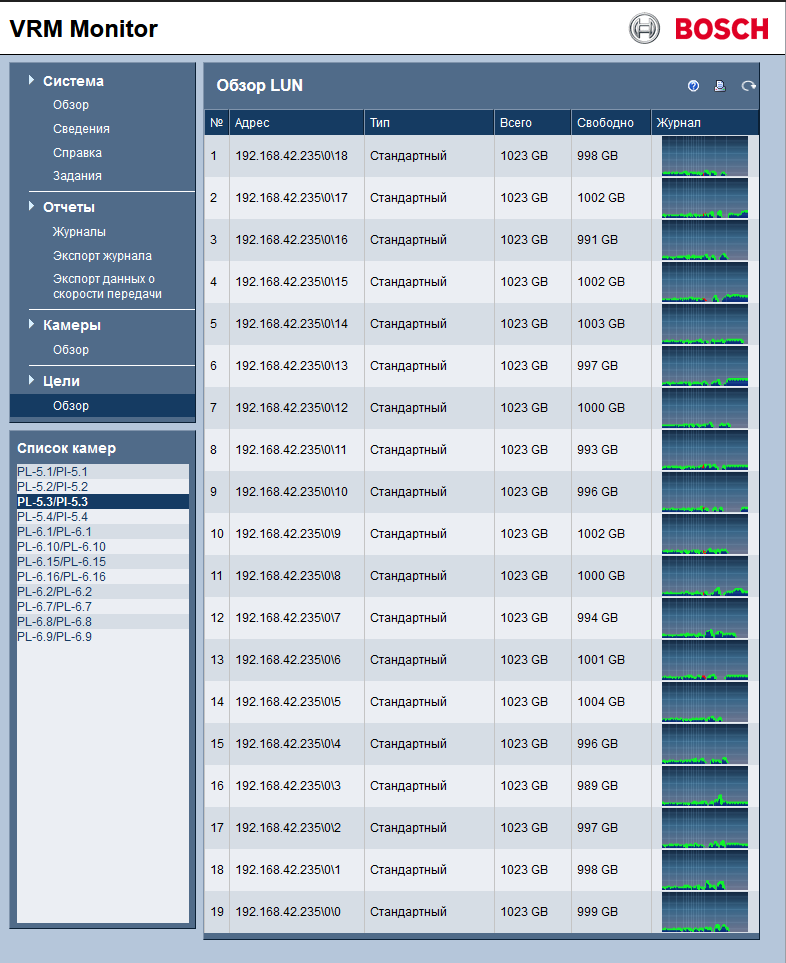 VRM Monitor
BOSCH
Система
Обзор
Сведения
Справка
Задания
Отчеты
Журналы
Экспорт журнала
Экспорт данных о
скорости передачи
Камеры
Обзор
Цели
Обзор
Список камер
PL-5.1/Pl-5.1
PL-5.2/Pl-5.2
PL-5.3/Pl-5.3
PL-5.4/Pl-5.4
PL-6.1/PL-6.1
PL-6.10/PL-6.10
PL-6.15/PL-6.15
PL-6.16/PL-6.16
PL-6.2/PL-6.2
PL-6.7/PL-6.7
PL-6.8/PL-6.8
PL-6.9/PL-6.9
Обзор LUN
№ Адрес Тип Всего Свободно Журнал
1 192.168.42.235\0\18 Стандартный 1023 GB 998 GB
2 192.168.42.235\0\17 Стандартный 1023 GB 1002 GB
3 192.168.42.235\0\16 Стандартный 1023 GB 991 GB
4 192.168.42.235\0\15 Стандартный 1023 GB 1002 GB
5 192.168.42.235\0\14 Стандартный 1023 GB 1003 GB
6 192.168.42.235\0\13 Стандартный 1023 GB 997 GB
7 192.168.42.235\0\12 Стандартный 1023 GB 1000 GB
8 192.168.42.235\0\11 Стандартный 1023 GB 993 GB
9 192.168.42.235\0\10 Стандартный 1023 GB 996 GB
10 192.168.42.235\0\9 Стандартный 1023 GB 1002 GB
11 192.168.42.235\0\8 Стандартный 1023 GB 1000 GB
12 192.168.42.235\0\7 Стандартный 1023 GB 994 GB
13 192.168.42.235\0\6 Стандартный 1023 GB 1001 GB
14 192.168.42.235\0\5 Стандартный 1023 GB 1004 GB
15 192.168.42.235\0\4 Стандартный 1023 GB 996 GB
16 192.168.42.235\0\3 Стандартный 1023 GB 989 GB
17 192.168.42.235\0\2 Стандартный 1023 GB 997 GB
18 192.168.42.235\0\1 Стандартный 1023 GB 998 GB
19 192.168.42.235\0\0 Стандартный 1023 GB 999 GB